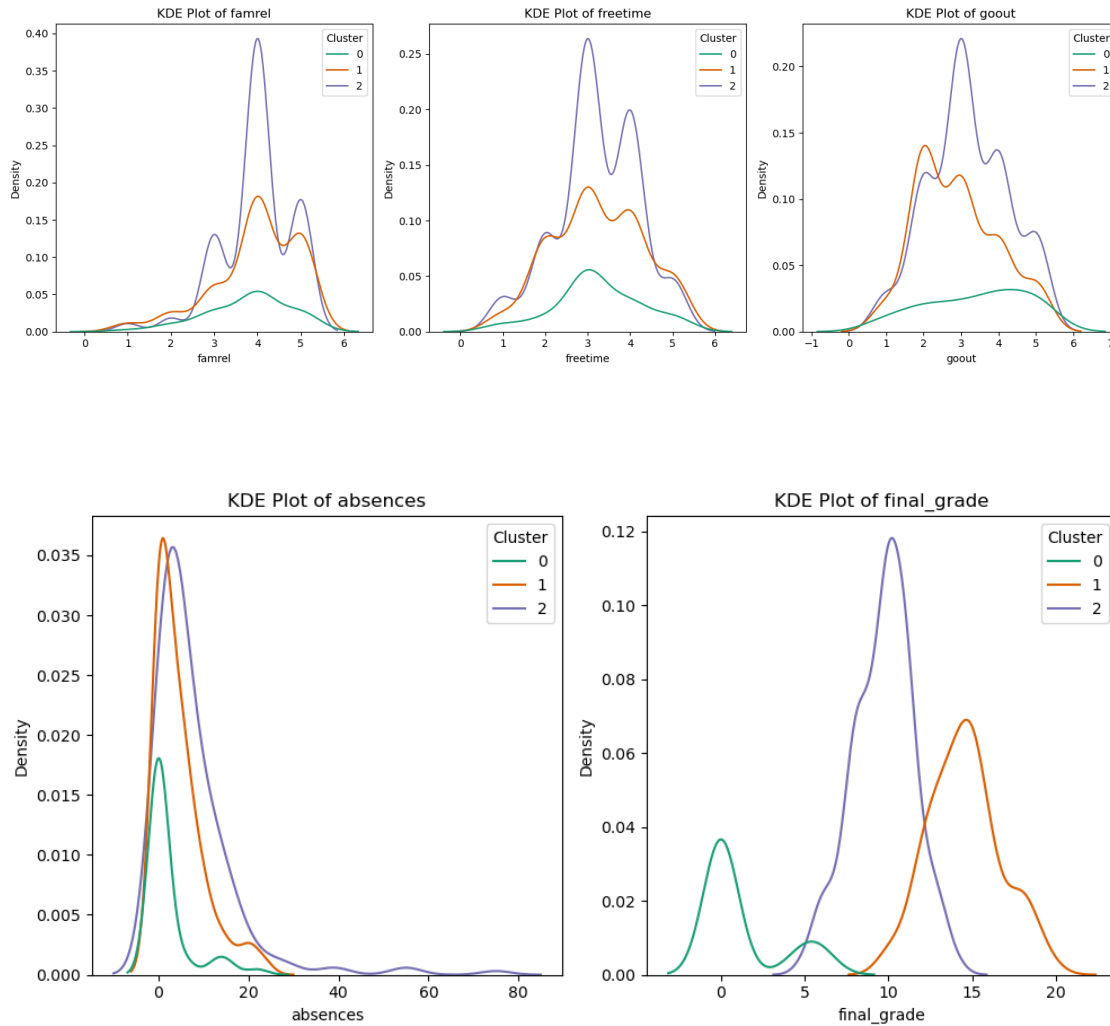 KDE Plot of famrel
Density
0.40
0.35
0.30
0.25
0.20
0.15
0.10
0.05
0.00
Cluster
0
1
2
0 1 2 3 4 5 6
famrel
KDE Plot of freetime
Density
0.25
0.20
0.15
0.10
0.05
0.00
Cluster
0
1
2
0 1 2 3 4 5 6
freetime
KDE Plot of goout
Density
0.20
0.15
0.10
0.05
0.00
Cluster
0
1
2
−1 0 1 2 3 4 5 6 7
goout
KDE Plot of absences
Density
0.035
0.030
0.025
0.020
0.015
0.010
0.005
0.000
Cluster
0
1
2
0 20 40 60 80
absences
KDE Plot of final_grade
Density
0.12
0.10
0.08
0.06
0.04
0.02
0.00
Cluster
0
1
2
0 5 10 15 20
final_grade